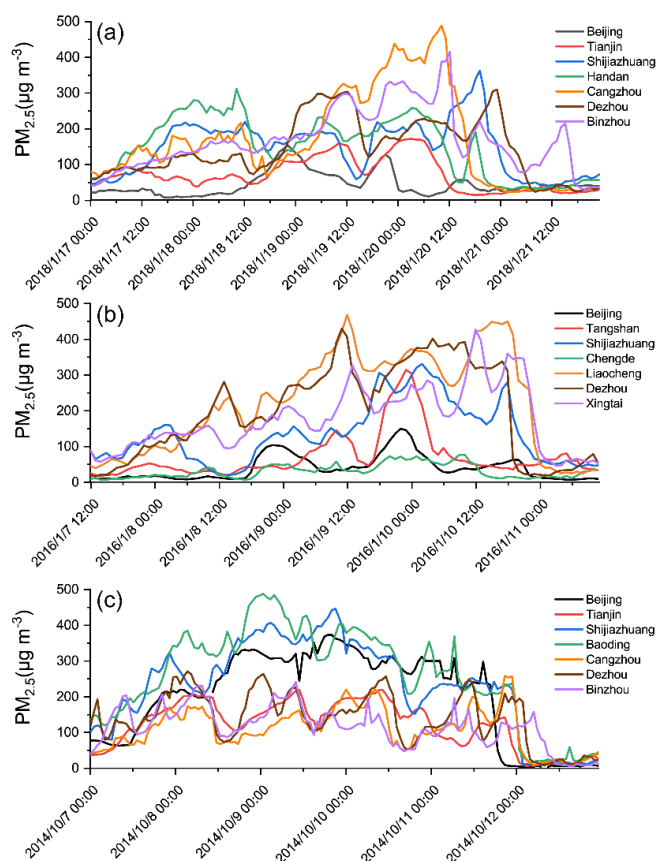 (a)
PM2.5(μg m-3)
500
400
300
200
100
0
Beijing
Tianjin
Shijiazhuang
Handan
Cangzhou
Dezhou
Binzhou
2018/1/17 00:00
2018/1/17 12:00
2018/1/18 00:00
2018/1/18 12:00
2018/1/19 00:00
2018/1/19 12:00
2018/1/20 00:00
2018/1/20 12:00
2018/1/21 00:00
2018/1/21 12:00
(b)
PM2.5(μg m-3)
500
400
300
200
100
0
Beijing
Tangshan
Shijiazhuang
Chengde
Liaocheng
Dezhou
Xingtai
2016/1/7 12:00
2016/1/8 00:00
2016/1/8 12:00
2016/1/9 00:00
2016/1/9 12:00
2016/1/10 00:00
2016/1/10 12:00
2016/1/11 00:00
(c)
PM2.5(μg m-3)
500
400
300
200
100
0
Beijing
Tianjin
Shijiazhuang
Baoding
Cangzhou
Dezhou
Binzhou
2014/10/7 00:00
2014/10/8 00:00
2014/10/9 00:00
2014/10/10 00:00
2014/10/11 00:00
2014/10/12 00:00